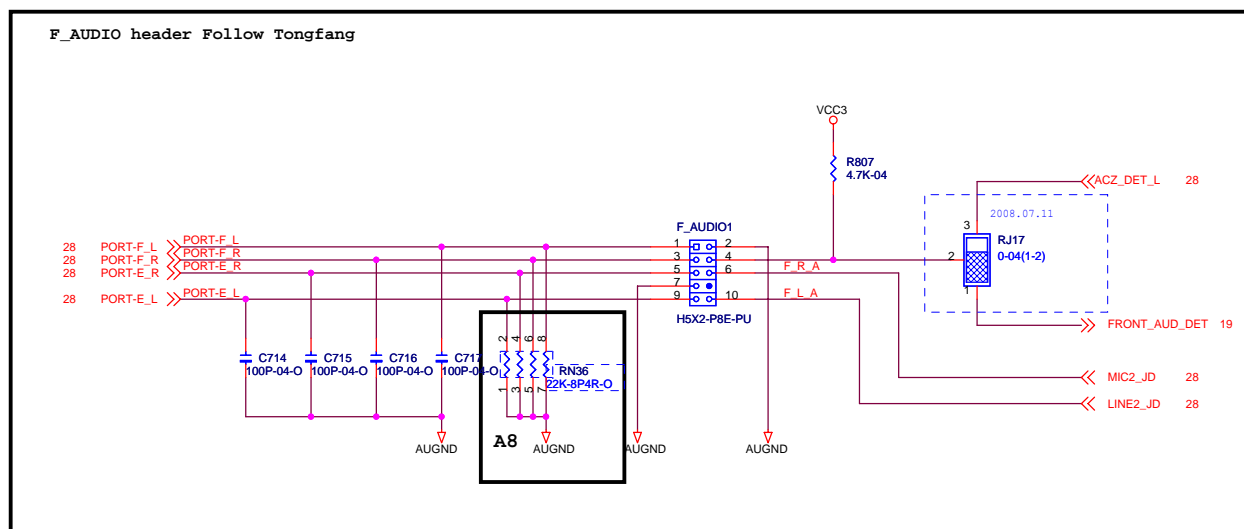 F_AUDIO header Follow Tongfang
VCC3
R807
4.7K-04
ACZ_DET_L 28
2008.07.11
3
RJ17
2
0-04(1-2)
1
FRONT_AUD_DET 19
28 PORT-F_L PORT-F_L
28 PORT-F_R PORT-F_R
28 PORT-E_R PORT-E_R
28 PORT-E_L PORT-E_L
F_AUDIO1
1 2
3 4
5 6 F_R_A
7
9 10 F_L_A
H5X2-P8E-PU
C714
100P-04-O
C715
100P-04-O
C716
100P-04-O
C717
100P-04-O
2 4 6 8
RN36
22K-8P4R-O
1 3 5 7
MIC2_JD 28
LINE2_JD 28
A8
AUGND
AUGND
AUGND
AUGND